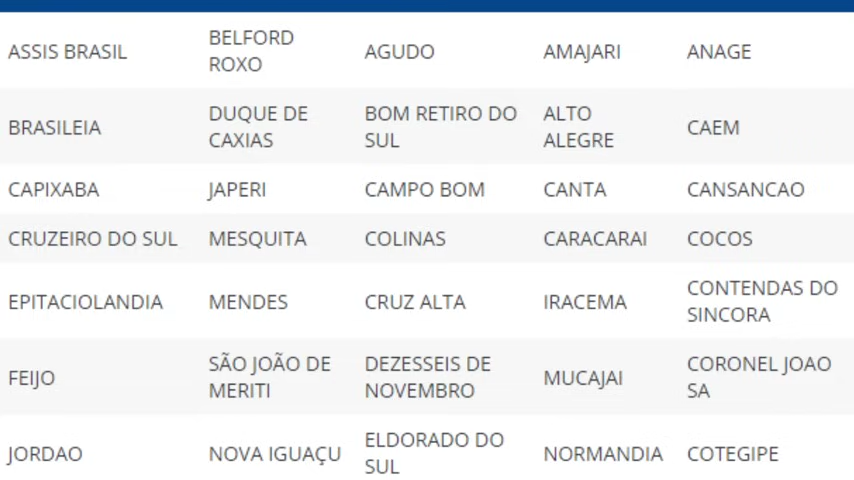 ASSIS BRASIL
BELFORD
ROXO
AGUDO
AMAJARI
ANAGE
BRASILEIA
DUQUE DE
CAXIAS
BOM RETIRO DO
SUL
ALTO
ALEGRE
CAEM
CAPIXABA
JAPERI
CAMPO BOM
CANTA
CANSANCAO
CRUZEIRO DO SUL
MESQUITA
COLINAS
CARACARAI
COCOS
EPITACIOLANDIA
MENDES
CRUZ ALTA
IRACEMA
CONTENDAS DO
SINCORA
FEIJO
SÃO JOÃO DE
MERITI
DEZESSEIS DE
NOVEMBRO
MUCAJAI
CORONEL JOAO
SA
JORDAO
NOVA IGUAÇU
ELDORADO DO
SUL
NORMANDIA
COTEGIPE